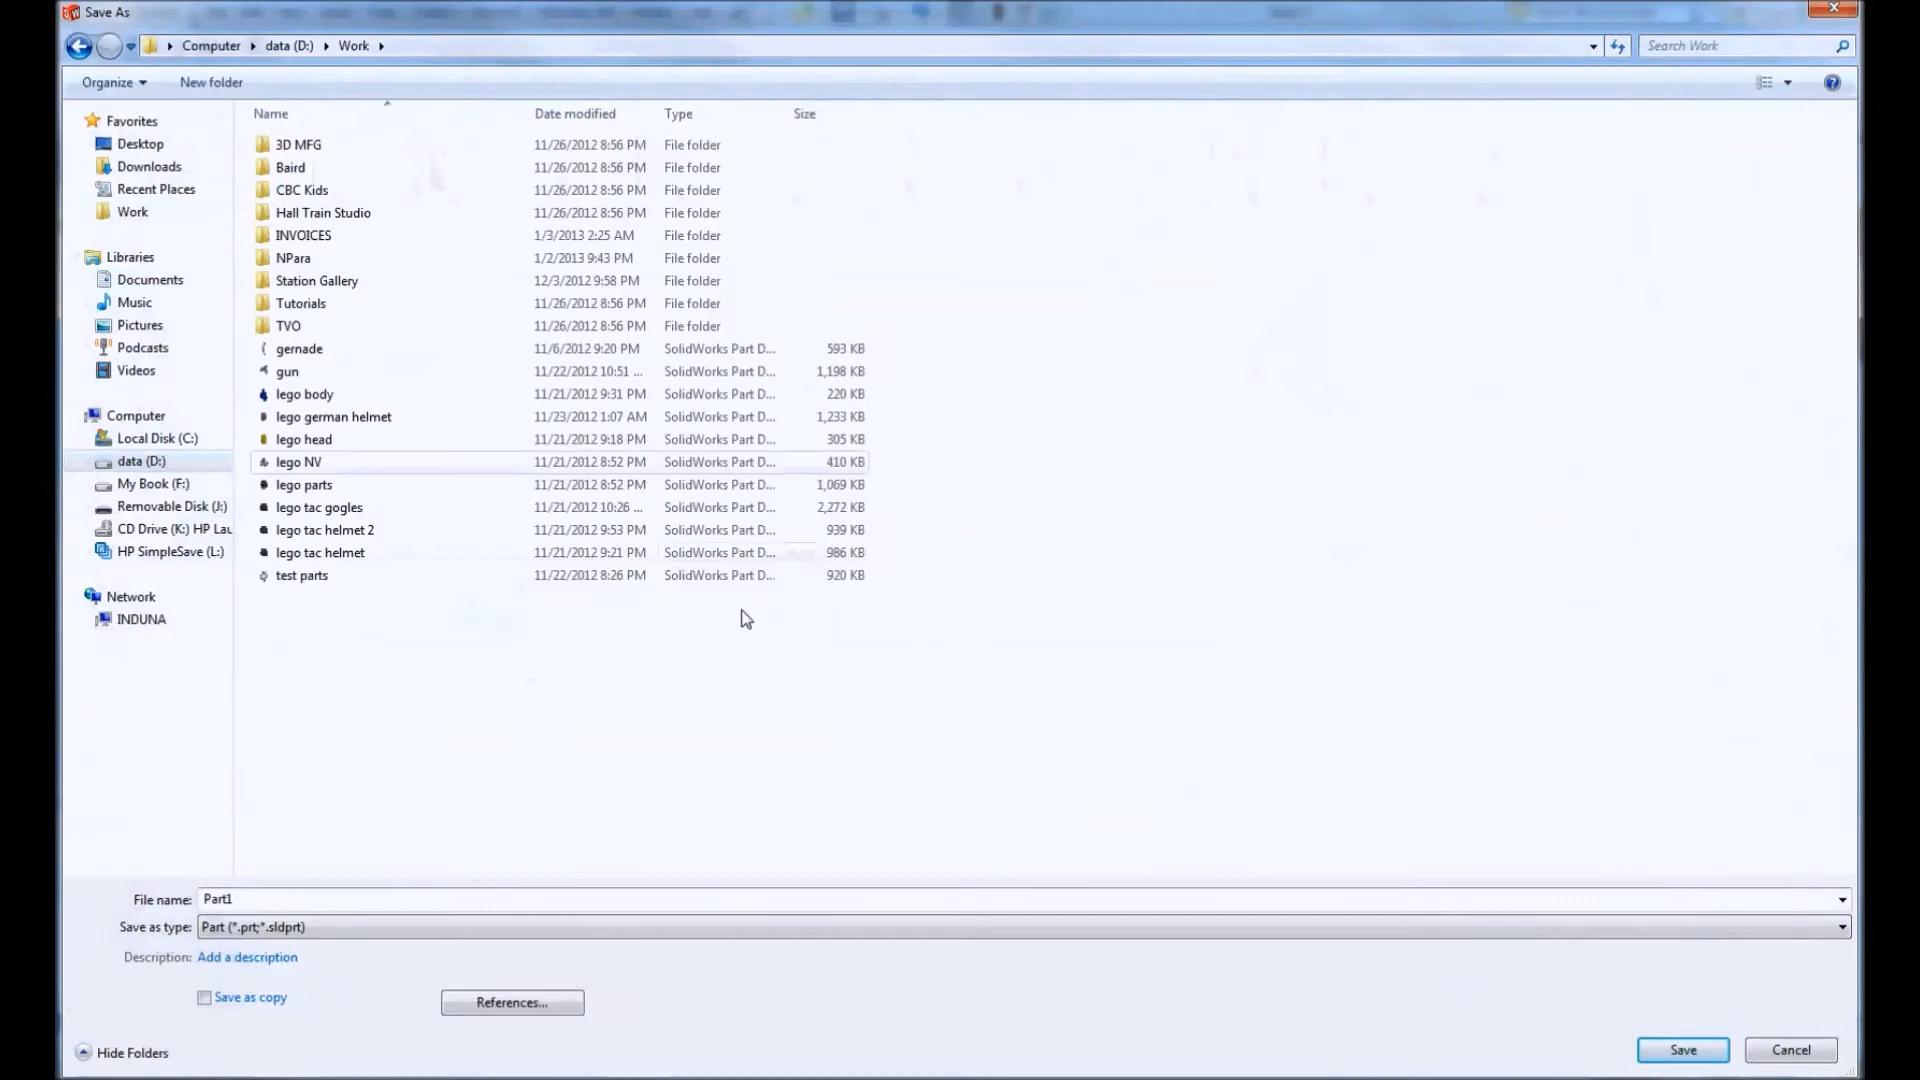 Save As
Computer data (D:) Work
Search Work
Organize New folder
Name Date modified Type Size
Favorites
Desktop
Downloads
Recent Places
Work
Libraries
Documents
Music
Pictures
Podcasts
Videos
Computer
Local Disk (C:)
data (D:)
My Book (F:)
Removable Disk (J:)
CD Drive (K:) HP Lau
HP SimpleSave (L:)
Network
INDUNA
3D MFG 11/26/2012 8:56 PM File folder
Baird 11/26/2012 8:56 PM File folder
CBC Kids 11/26/2012 8:56 PM File folder
Hall Train Studio 11/26/2012 8:56 PM File folder
INVOICES 1/3/2013 2:25 AM File folder
NPara 1/2/2013 9:43 PM File folder
Station Gallery 12/3/2012 9:58 PM File folder
Tutorials 11/26/2012 8:56 PM File folder
TVO 11/26/2012 8:56 PM File folder
gernade 11/6/2012 9:20 PM SolidWorks Part D... 593 KB
gun 11/22/2012 10:51 ... SolidWorks Part D... 1,198 KB
lego body 11/21/2012 9:31 PM SolidWorks Part D... 220 KB
lego german helmet 11/23/2012 1:07 AM SolidWorks Part D... 1,233 KB
lego head 11/21/2012 9:18 PM SolidWorks Part D... 305 KB
lego NV 11/21/2012 8:52 PM SolidWorks Part D... 410 KB
lego parts 11/21/2012 8:52 PM SolidWorks Part D... 1,069 KB
lego tac gogles 11/21/2012 10:26 ... SolidWorks Part D... 2,272 KB
lego tac helmet 2 11/21/2012 9:53 PM SolidWorks Part D... 939 KB
lego tac helmet 11/21/2012 9:21 PM SolidWorks Part D... 986 KB
test parts 11/22/2012 8:26 PM SolidWorks Part D... 920 KB
File name: Part1
Save as type: Part (*.prt;*.sldprt)
Description: Add a description
Save as copy References...
Hide Folders Save Cancel